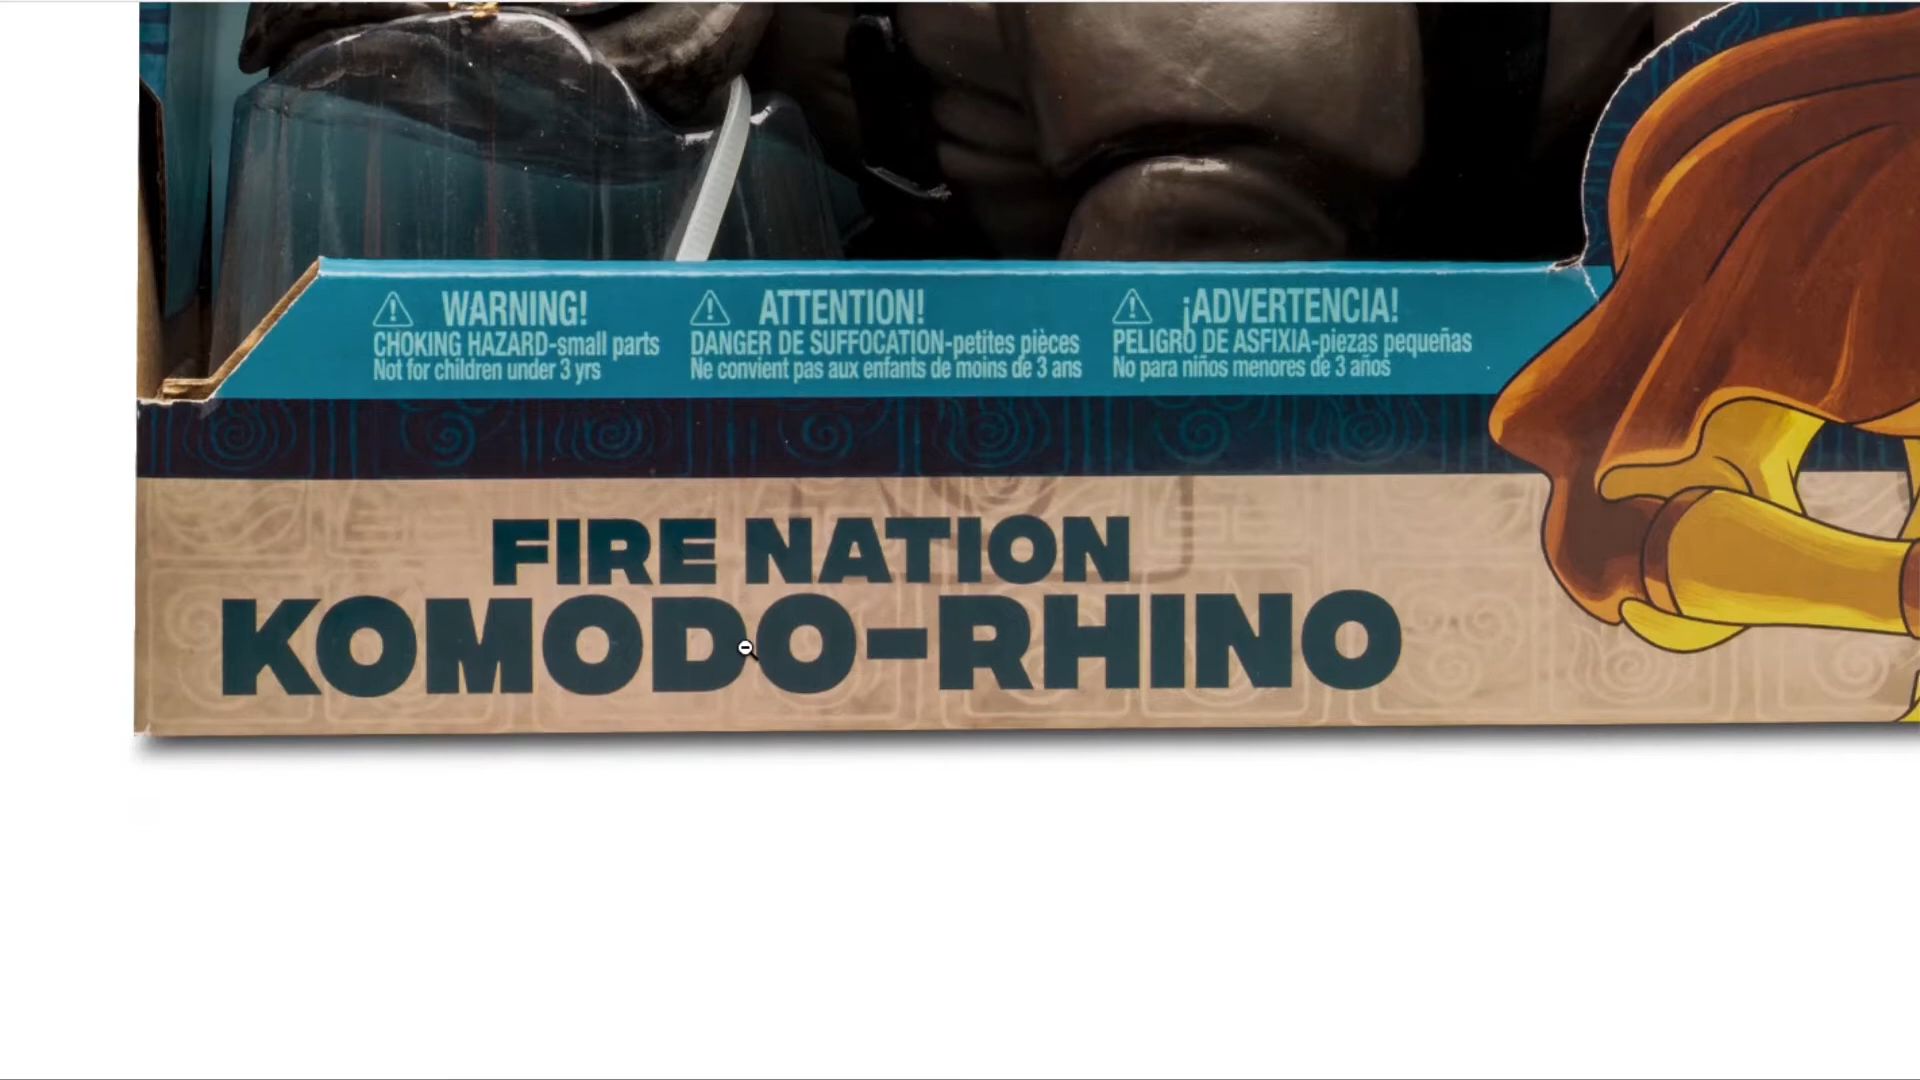 WARNING!
CHOKING HAZARD-small parts
Not for children under 3 yrs
ATTENTION!
DANGER DE SUFFOCATION-petites pièces
Ne convient pas aux enfants de moins de 3 ans
¡ADVERTENCIA!
PELIGRO DE ASFIXIA-piezas pequeñas
No para niños menores de 3 años
FIRE NATION
KOMODO-RHINO